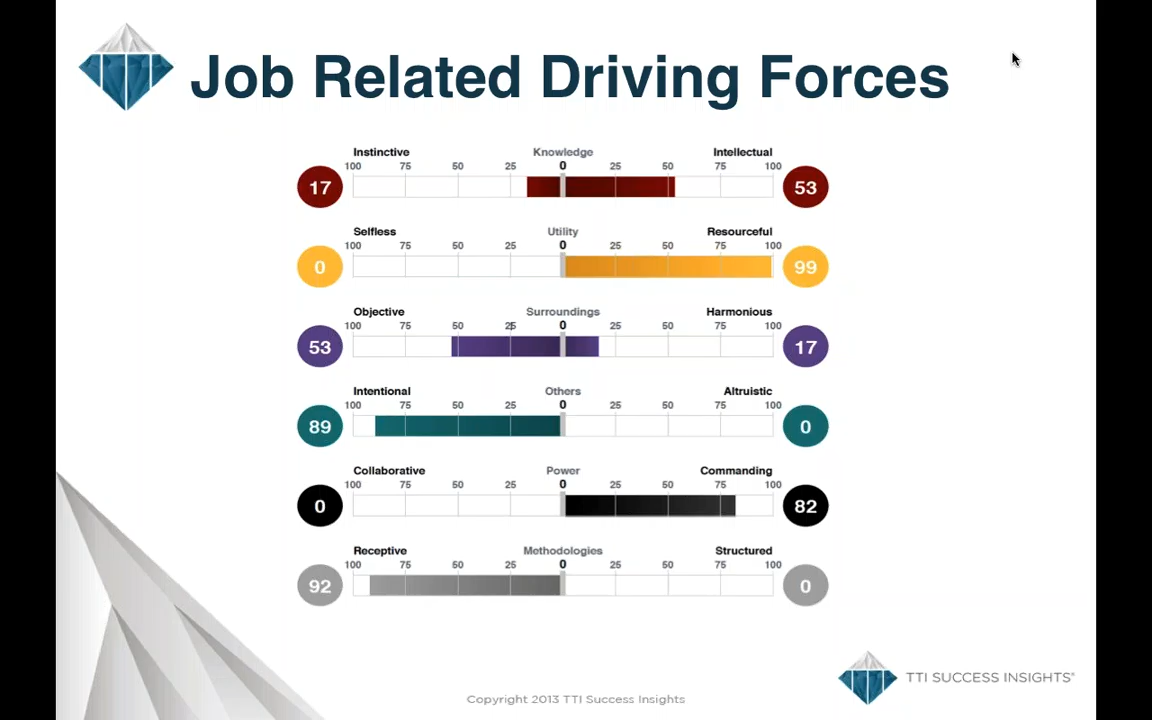 Job Related Driving Forces
Instinctive Knowledge Intellectual
100 75 50 25 0 25 50 75 100
17 53
Selfless Utility Resourceful
100 75 50 25 0 25 50 75 100
0 99
Objective Surroundings Harmonious
100 75 50 25 0 25 50 75 100
53 17
Intentional Others Altruistic
100 75 50 25 0 25 50 75 100
89 0
Collaborative Power Commanding
100 75 50 25 0 25 50 75 100
0 82
Receptive Methodologies Structured
100 75 50 25 0 25 50 75 100
92 0
TTI SUCCESS INSIGHTS®
Copyright 2013 TTI Success Insights